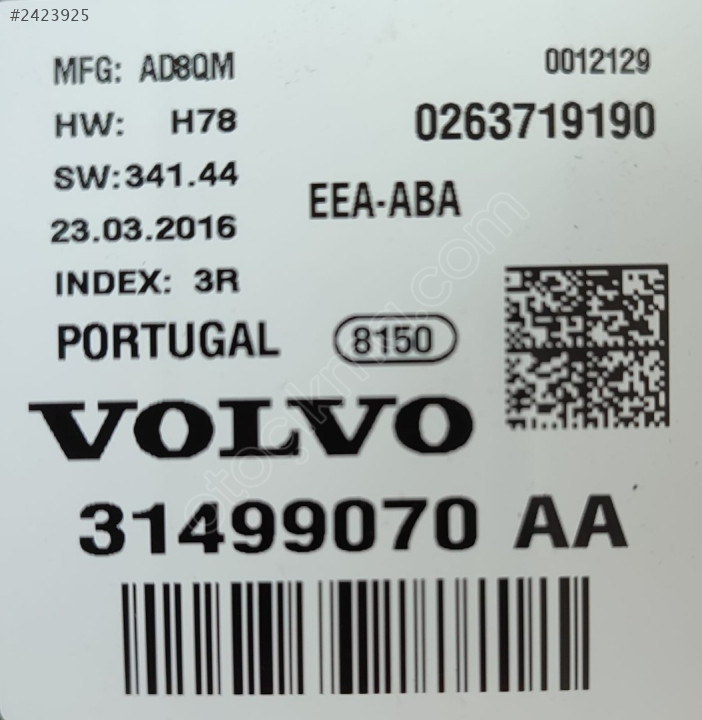 #2423925
MFG: AD8QM
0012129
HW: H78
0263719190
SW:341.44
EEA-ABA
23.03.2016
INDEX: 3R
PORTUGAL
8150
VOLVO
31499070 AA